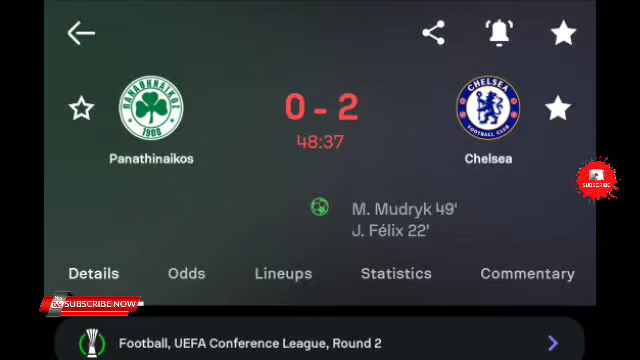 ΠΑΝΑΘΗΝΑΪΚΟΣ
1908
CHELSEA
FOOTBALL CLUB
0 - 2
48:37
Panathinaikos
Chelsea
SUBSCRIBE
M. Mudryk 49'
J. Félix 22'
Details
Odds
Lineups
Statistics
Commentary
SUBSCRIBE NOW
Football, UEFA Conference League, Round 2